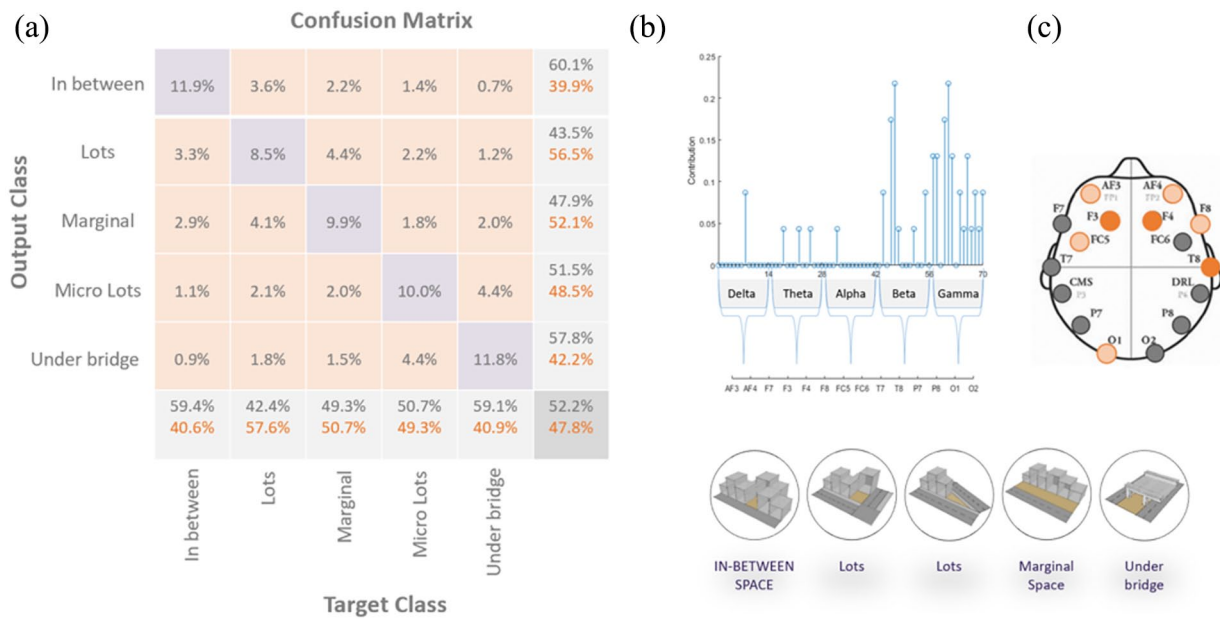 (a)
Confusion Matrix
Output Class
In between 11.9% 3.6% 2.2% 1.4% 0.7% 60.1%
39.9%
Lots 3.3% 8.5% 4.4% 2.2% 1.2% 43.5%
56.5%
Marginal 2.9% 4.1% 9.9% 1.8% 2.0% 47.9%
52.1%
Micro Lots 1.1% 2.1% 2.0% 10.0% 4.4% 51.5%
48.5%
Under bridge 0.9% 1.8% 1.5% 4.4% 11.8% 57.8%
42.2%
59.4% 42.4% 49.3% 50.7% 59.1% 52.2%
40.6% 57.6% 50.7% 49.3% 40.9% 47.8%
In between Lots Marginal Micro Lots Under bridge
Target Class
(b)
Contribution
0.25
0.2
0.15
0.1
0.05
0
14 28 42 56 70
Delta Theta Alpha Beta Gamma
AF3 AF4 F7 F3 F4 F8 FC5 FC6 T7 T8 P7 P8 O1 O2
(c)
AF3 AF4
FP1 FP2
F7 F3 F4 F8
FC5 FC6
T7 T8
CMS DRL
P3 P4
P7 P8
O1 O2
IN-BETWEEN
SPACE
Lots
Lots
Marginal
Space
Under
bridge